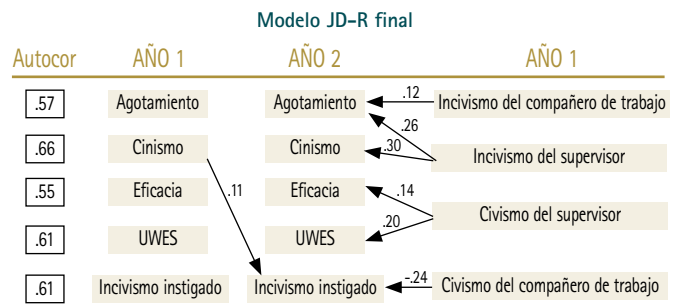 Modelo JD-R final
Autocor AÑO 1 AÑO 2 AÑO 1
.57 Agotamiento Agotamiento .12 Incivismo del compañero de trabajo
.26
.66 Cinismo Cinismo .30 Incivismo del supervisor
.55 Eficacia .11 Eficacia .14
Civismo del supervisor
.61 UWES UWES .20
.61 Incivismo instigado Incivismo instigado -.24 Civismo del compañero de trabajo